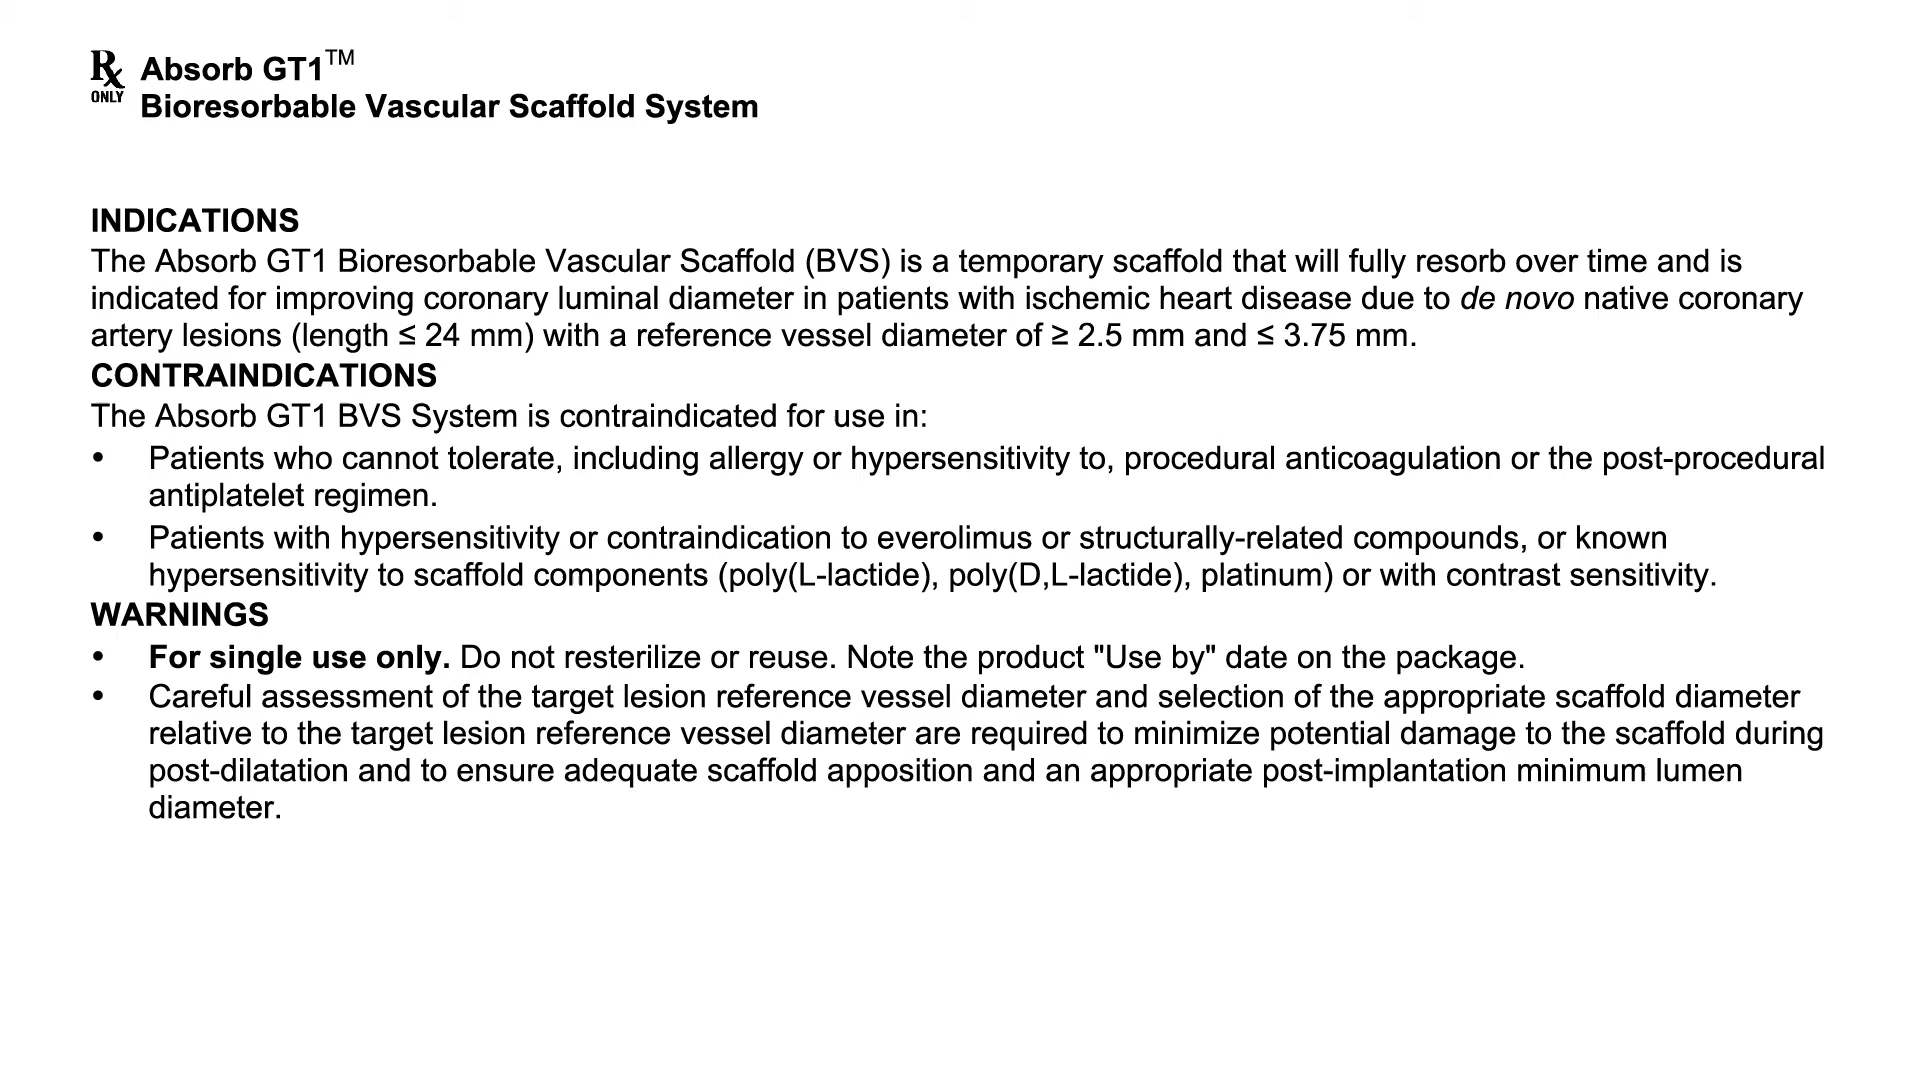 Rx ONLY
Absorb GT1™
Bioresorbable Vascular Scaffold System
INDICATIONS
The Absorb GT1 Bioresorbable Vascular Scaffold (BVS) is a temporary scaffold that will fully resorb over time and is
indicated for improving coronary luminal diameter in patients with ischemic heart disease due to de novo native coronary
artery lesions (length ≤ 24 mm) with a reference vessel diameter of ≥ 2.5 mm and ≤ 3.75 mm.
CONTRAINDICATIONS
The Absorb GT1 BVS System is contraindicated for use in:
• Patients who cannot tolerate, including allergy or hypersensitivity to, procedural anticoagulation or the post-procedural
antiplatelet regimen.
• Patients with hypersensitivity or contraindication to everolimus or structurally-related compounds, or known
hypersensitivity to scaffold components (poly(L-lactide), poly(D,L-lactide), platinum) or with contrast sensitivity.
WARNINGS
• For single use only. Do not resterilize or reuse. Note the product "Use by" date on the package.
• Careful assessment of the target lesion reference vessel diameter and selection of the appropriate scaffold diameter
relative to the target lesion reference vessel diameter are required to minimize potential damage to the scaffold during
post-dilatation and to ensure adequate scaffold apposition and an appropriate post-implantation minimum lumen
diameter.